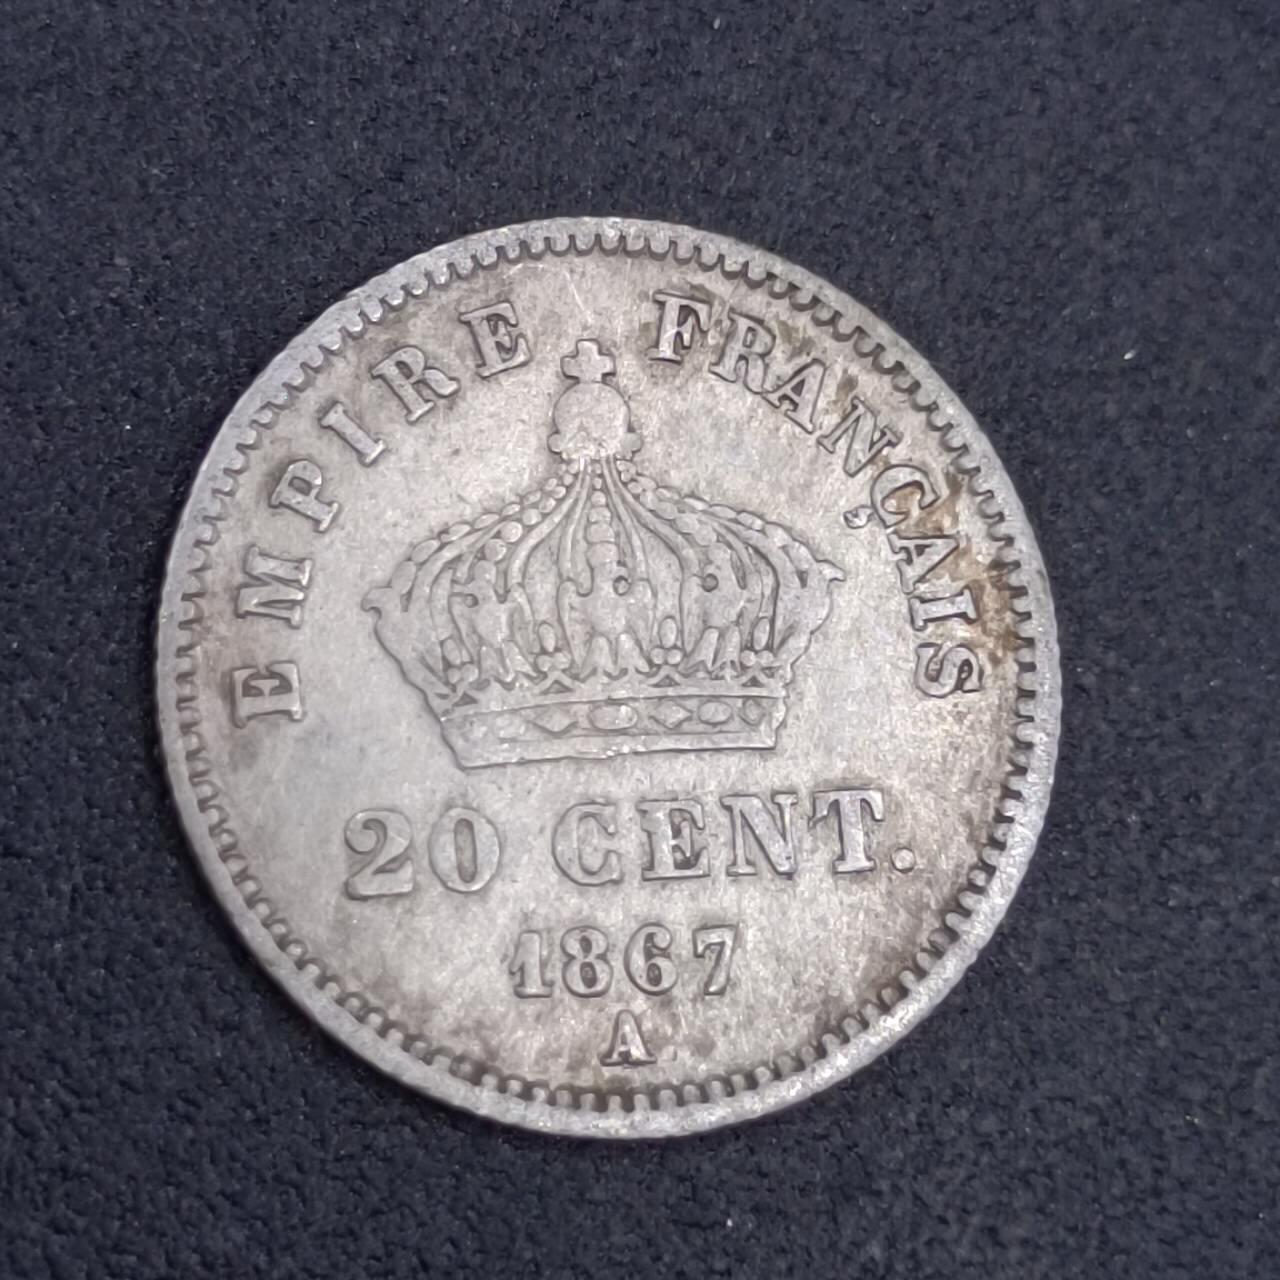 EMPIRE FRANÇAIS
20 CENT.
1867
A